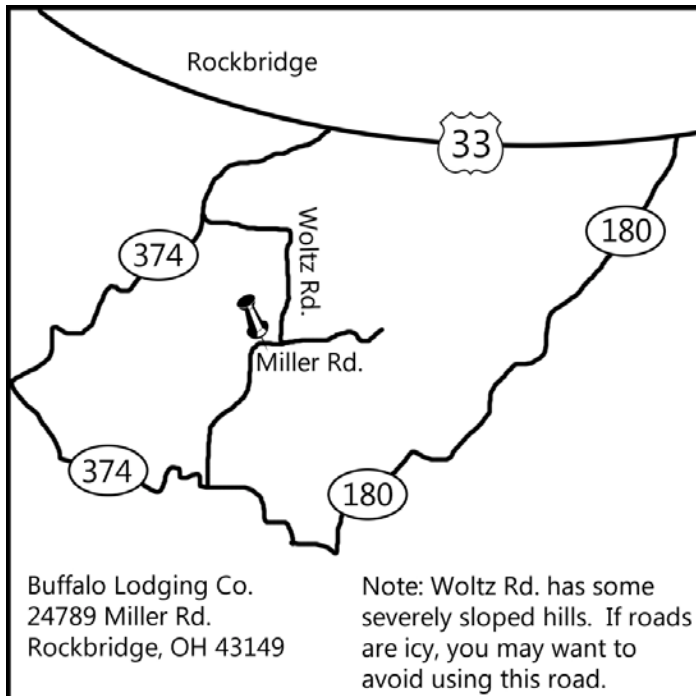 Rockbridge
33
Woltz Rd.
180
374
Miller Rd.
374
180
Buffalo Lodging Co.
24789 Miller Rd.
Rockbridge, OH 43149
Note: Woltz Rd. has some
severely sloped hills. If roads
are icy, you may want to
avoid using this road.